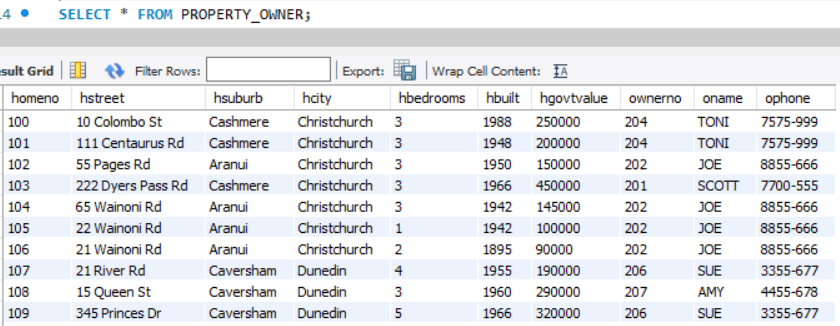 SELECT * FROM PROPERTY_OWNER;
Filter Rows: Export: Wrap Cell Content:
homeno hstreet hsuburb hcity hbedrooms hbuilt hgovtvalue ownerno oname ophone
100 10 Colombo St Cashmere Christchurch 3 1988 250000 204 TONI 7575-999
101 111 Centaurus Rd Cashmere Christchurch 3 1948 200000 204 TONI 7575-999
102 55 Pages Rd Aranui Christchurch 3 1950 150000 202 JOE 8855-666
103 222 Dyers Pass Rd Cashmere Christchurch 3 1966 450000 201 SCOTT 7700-555
104 65 Wainoni Rd Aranui Christchurch 3 1942 145000 202 JOE 8855-666
105 22 Wainoni Rd Aranui Christchurch 1 1942 100000 202 JOE 8855-666
106 21 Wainoni Rd Aranui Christchurch 2 1895 90000 202 JOE 8855-666
107 21 River Rd Caversham Dunedin 4 1955 190000 206 SUE 3355-677
108 15 Queen St Caversham Dunedin 3 1960 290000 207 AMY 4455-678
109 345 Princes Dr Caversham Dunedin 5 1966 320000 206 SUE 3355-677